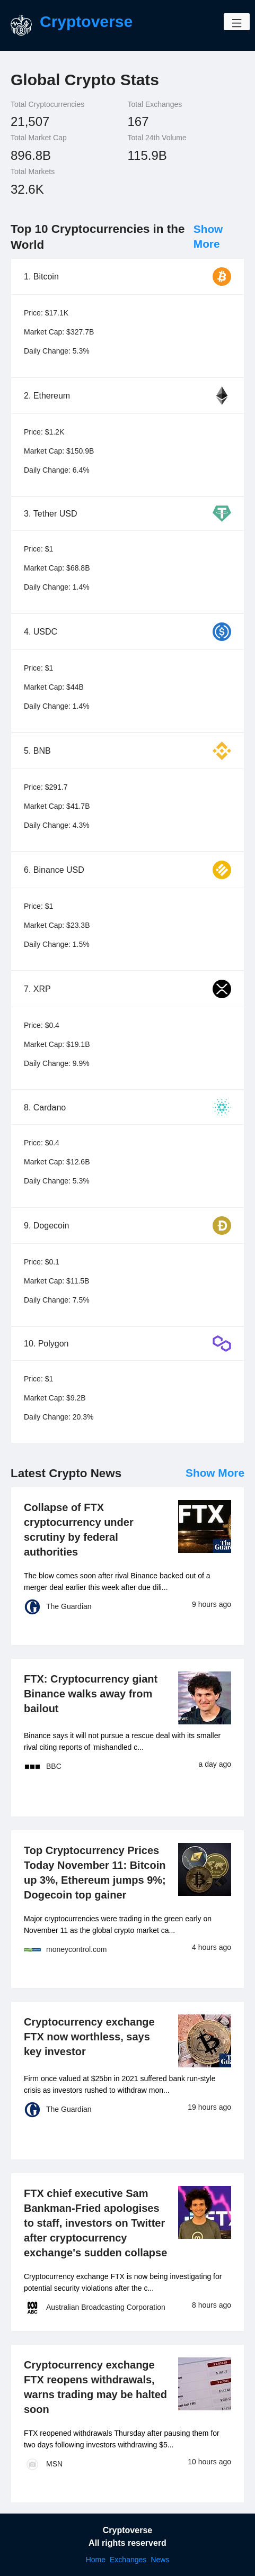 Cryptoverse
Global Crypto Stats
Total Cryptocurrencies
21,507
Total Exchanges
167
Total Market Cap
896.8B
Total 24th Volume
115.9B
Total Markets
32.6K
Top 10 Cryptocurrencies in the
World
Show
More
1. Bitcoin
Price: $17.1K
Market Cap: $327.7B
Daily Change: 5.3%
2. Ethereum
Price: $1.2K
Market Cap: $150.9B
Daily Change: 6.4%
3. Tether USD
Price: $1
Market Cap: $68.8B
Daily Change: 1.4%
4. USDC
Price: $1
Market Cap: $44B
Daily Change: 1.4%
5. BNB
Price: $291.7
Market Cap: $41.7B
Daily Change: 4.3%
6. Binance USD
Price: $1
Market Cap: $23.3B
Daily Change: 1.5%
7. XRP
Price: $0.4
Market Cap: $19.1B
Daily Change: 9.9%
8. Cardano
Price: $0.4
Market Cap: $12.6B
Daily Change: 5.3%
9. Dogecoin
Price: $0.1
Market Cap: $11.5B
Daily Change: 7.5%
10. Polygon
Price: $1
Market Cap: $9.2B
Daily Change: 20.3%
Latest Crypto News
Show More
Collapse of FTX
cryptocurrency under
scrutiny by federal
authorities
FTX
The blow comes soon after rival Binance backed out of a
merger deal earlier this week after due dili...
The Guardian
9 hours ago
FTX: Cryptocurrency giant
Binance walks away from
bailout
Binance says it will not pursue a rescue deal with its smaller
rival citing reports of 'mishandled c...
BBC
a day ago
Top Cryptocurrency Prices
Today November 11: Bitcoin
up 3%, Ethereum jumps 9%;
Dogecoin top gainer
Major cryptocurrencies were trading in the green early on
November 11 as the global crypto market ca...
moneycontrol.com
4 hours ago
Cryptocurrency exchange
FTX now worthless, says
key investor
Firm once valued at $25bn in 2021 suffered bank run-style
crisis as investors rushed to withdraw mon...
The Guardian
19 hours ago
FTX chief executive Sam
Bankman-Fried apologises
to staff, investors on Twitter
after cryptocurrency
exchange's sudden collapse
Cryptocurrency exchange FTX is now being investigating for
potential security violations after the c...
ABC
Australian Broadcasting Corporation
8 hours ago
Cryptocurrency exchange
FTX reopens withdrawals,
warns trading may be halted
soon
FTX reopened withdrawals Thursday after pausing them for
two days following investors withdrawing $5...
MSN
10 hours ago
Cryptoverse
All rights reserverd
Home Exchanges News